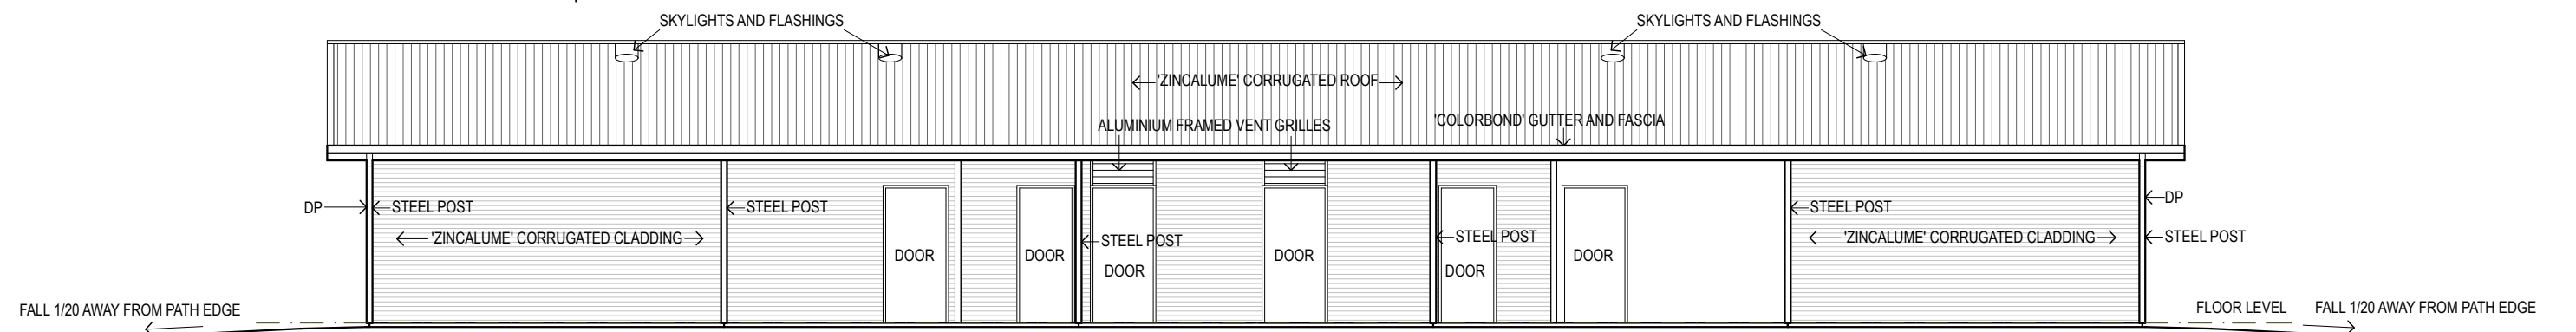 SKYLIGHTS AND FLASHINGS
SKYLIGHTS AND FLASHINGS
'ZINCALUME' CORRUGATED ROOF
ALUMINIUM FRAMED VENT GRILLES
'COLORBOND' GUTTER AND FASCIA
DP
STEEL POST
STEEL POST
STEEL POST
DP
'ZINCALUME' CORRUGATED CLADDING
STEEL POST
STEEL POST
'ZINCALUME' CORRUGATED CLADDING
STEEL POST
DOOR
DOOR
DOOR
DOOR
DOOR
DOOR
FALL 1/20 AWAY FROM PATH EDGE
FLOOR LEVEL
FALL 1/20 AWAY FROM PATH EDGE